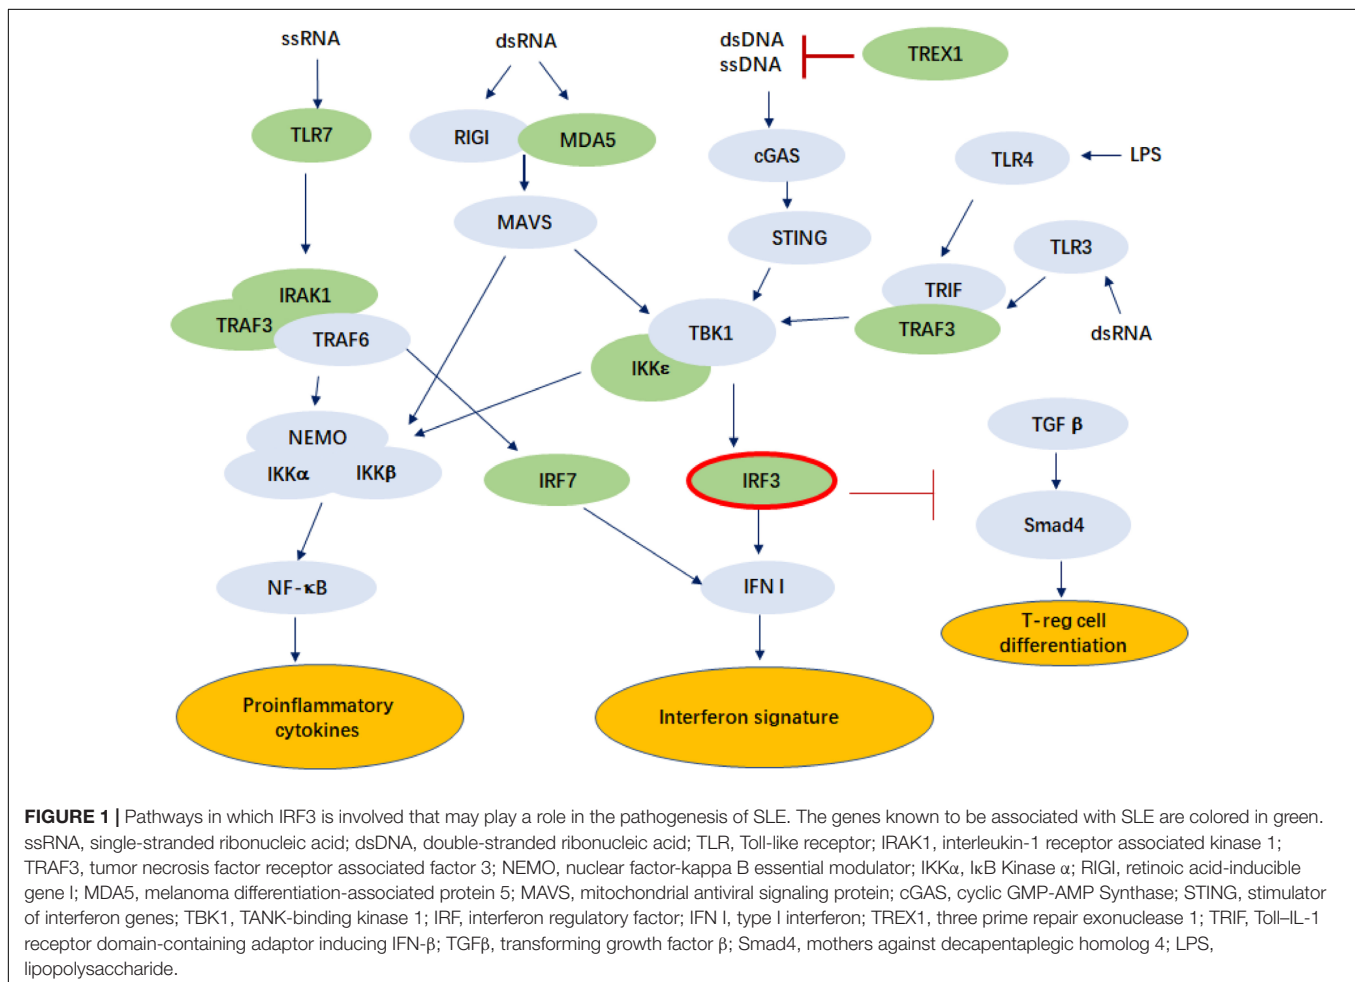 ssRNA
dsRNA
dsDNA
ssDNA
TREX1
TLR7
RIGI
MDA5
cGAS
TLR4
LPS
MAVS
STING
TLR3
IRAK1
TRAF3
TRAF6
TRIF
TRAF3
dsRNA
TBK1
IKKε
NEMO
IKKα
IKKβ
IRF7
IRF3
TGF β
Smad4
NF-κB
IFN I
T-reg cell
differentiation
Proinflammatory
cytokines
Interferon signature
FIGURE 1 | Pathways in which IRF3 is involved that may play a role in the pathogenesis of SLE. The genes known to be associated with SLE are colored in green.
ssRNA, single-stranded ribonucleic acid; dsDNA, double-stranded ribonucleic acid; TLR, Toll-like receptor; IRAK1, interleukin-1 receptor associated kinase 1;
TRAF3, tumor necrosis factor receptor associated factor 3; NEMO, nuclear factor-kappa B essential modulator; IKKα, IκB Kinase α; RIGI, retinoic acid-inducible
gene I; MDA5, melanoma differentiation-associated protein 5; MAVS, mitochondrial antiviral signaling protein; cGAS, cyclic GMP-AMP Synthase; STING, stimulator
of interferon genes; TBK1, TANK-binding kinase 1; IRF, interferon regulatory factor; IFN I, type I interferon; TREX1, three prime repair exonuclease 1; TRIF, Toll–IL-1
receptor domain-containing adaptor inducing IFN-β; TGFβ, transforming growth factor β; Smad4, mothers against decapentaplegic homolog 4; LPS,
lipopolysaccharide.